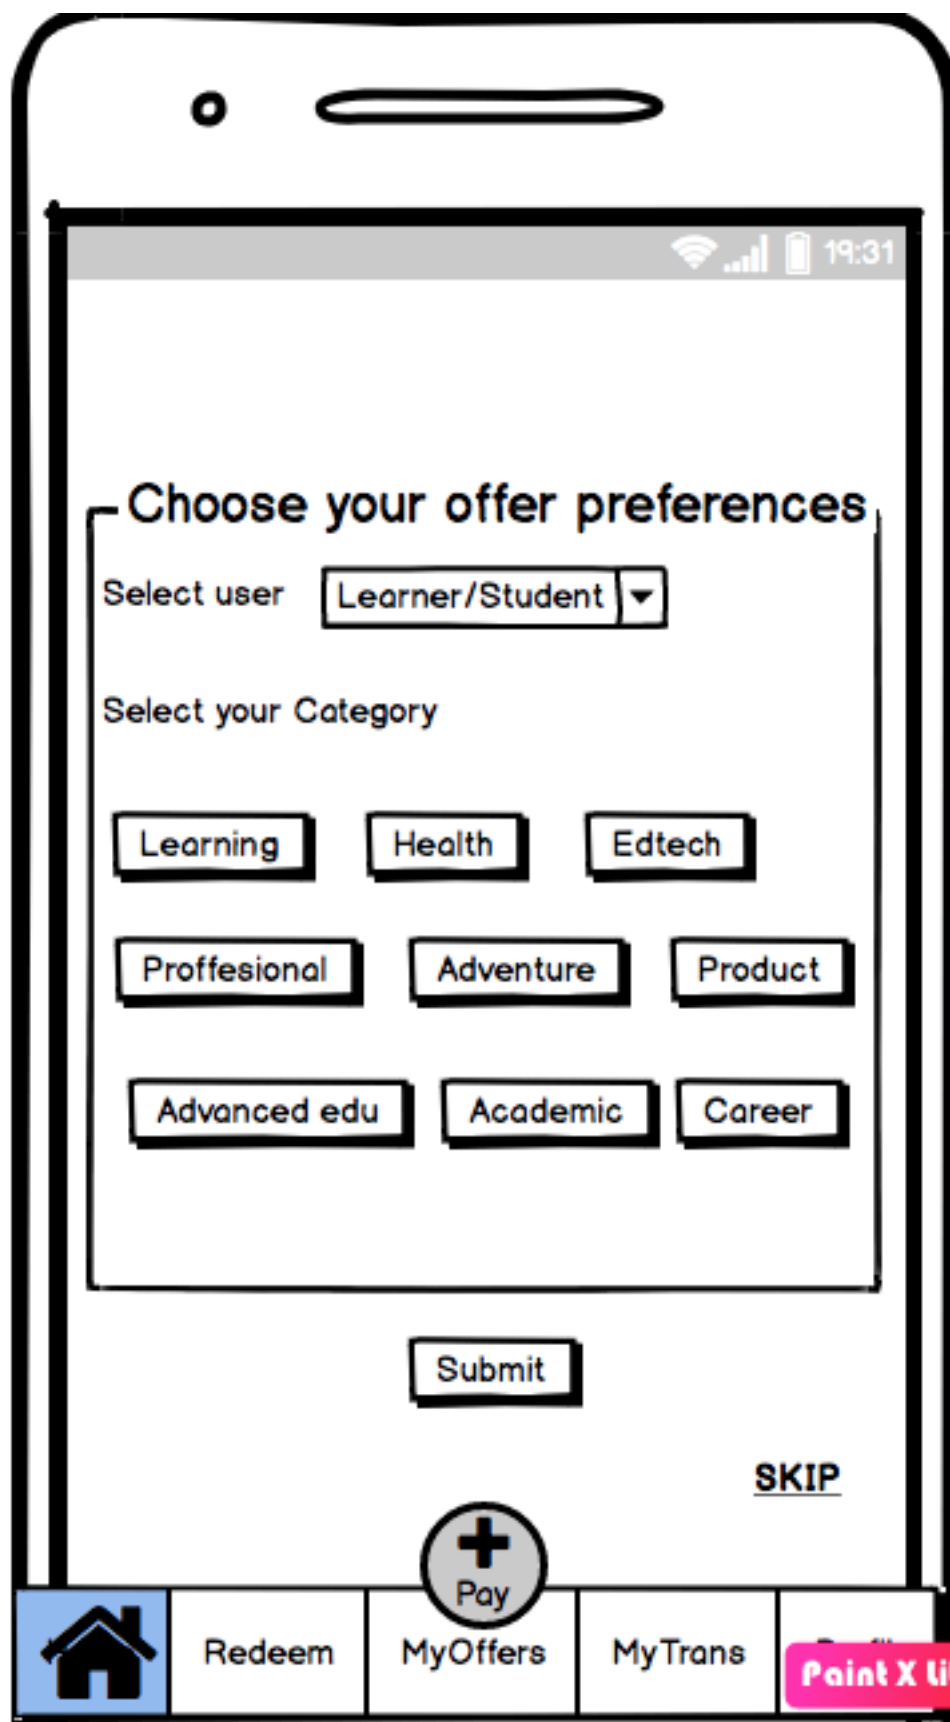 19:31
Choose your offer preferences
Select user Learner/Student
Select your Category
Learning Health Edtech
Proffesional Adventure Product
Advanced edu Academic Career
Submit
SKIP
Pay
Redeem MyOffers MyTrans
Paint X